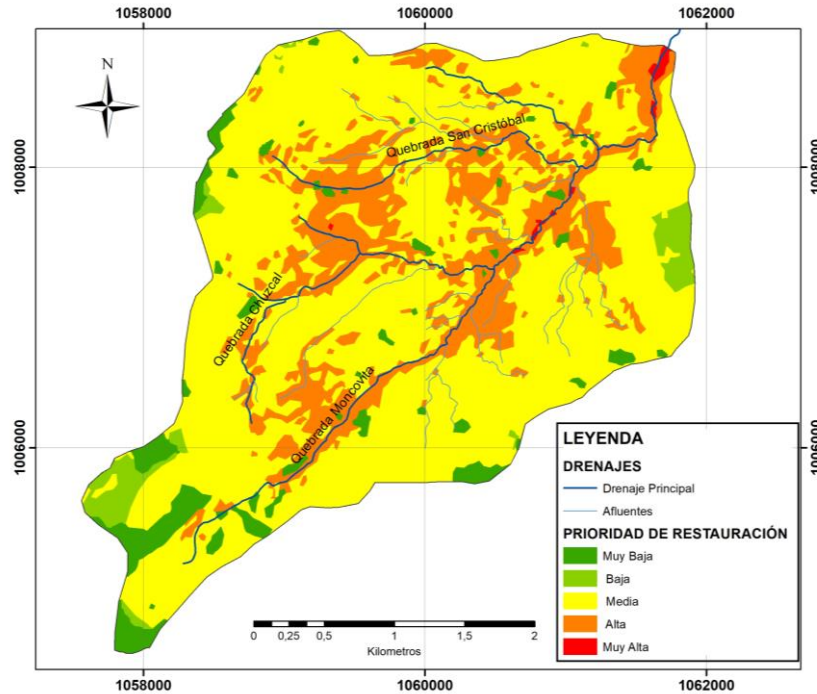 1058000 1060000 1062000
N
Quebrada San Cristóbal
1008000 1008000
Quebrada Chuzcal
Quebrada Moncovita
1006000 1006000
LEYENDA
DRENAJES
Drenaje Principal
Afluentes
PRIORIDAD DE RESTAURACIÓN
Muy Baja
Baja
Media
Alta
Muy Alta
0 0,25 0,5 1 1,5 2
Kilometros
1058000 1060000 1062000